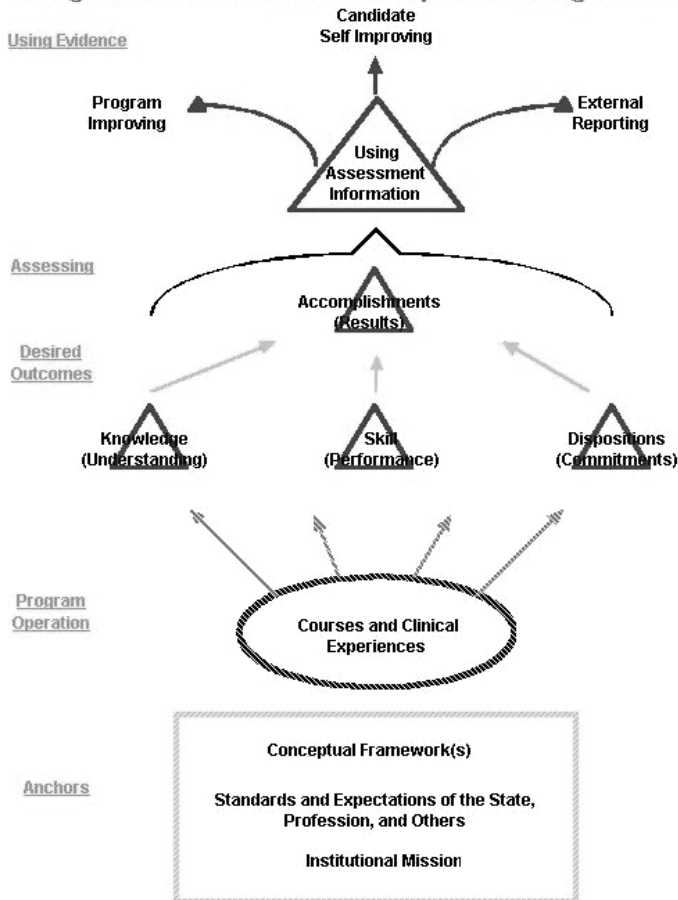 Candidate
Self Improving
Using Evidence
Program
Improving
External
Reporting
Using
Assessment
Information
Assessing
Accomplishments
(Results)
Desired
Outcomes
Knowledge
(Understanding)
Skill
(Performance)
Dispositions
(Commitments)
Program
Operation
Courses and Clinical
Experiences
Anchors
Conceptual Framework(s)
Standards and Expectations of the State,
Profession, and Others
Institutional Mission